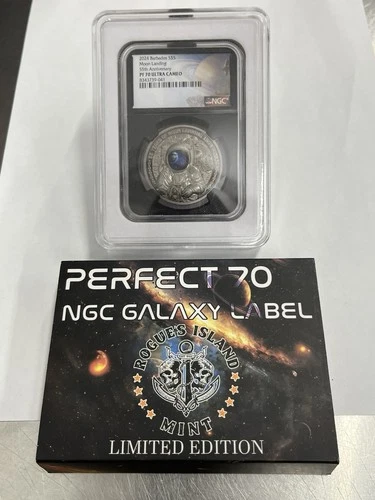 2024 Barbados $5
Moon Landing
55th Anniversary
PF 70 ULTRA CAMEO
NGC
PERFECT 70
NGC GALAXY LABEL
ROGUE'S ISLAND
MINT
LIMITED EDITION